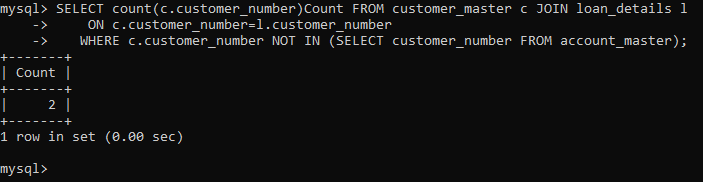 mysql> SELECT count(c.customer_number)Count FROM customer_master c JOIN loan_details l
    ->     ON c.customer_number=l.customer_number
    ->    WHERE c.customer_number NOT IN (SELECT customer_number FROM account_master);
+-------+
| Count |
+-------+
|     2 |
+-------+
1 row in set (0.00 sec)
mysql>